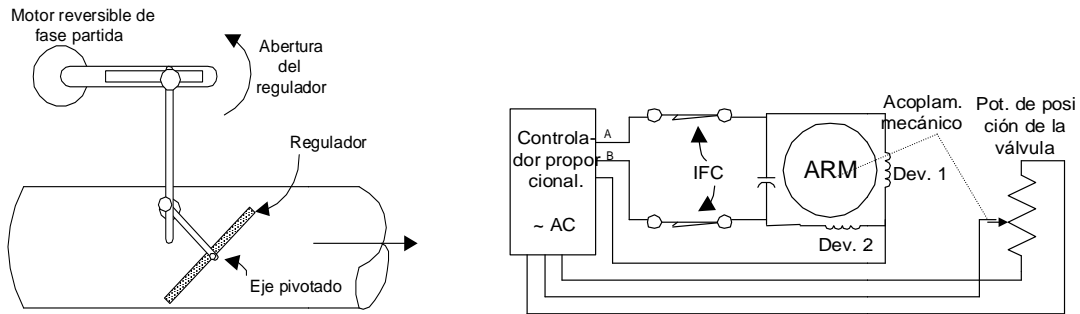 Motor reversible de
fase partida
Abertura
del
regulador
Regulador
Eje pivotado
Controla-
dor propor
cional.
~ AC
A
B
IFC
ARM
Dev. 1
Dev. 2
Acoplam.
mecánico
Pot. de posi
ción de la
válvula